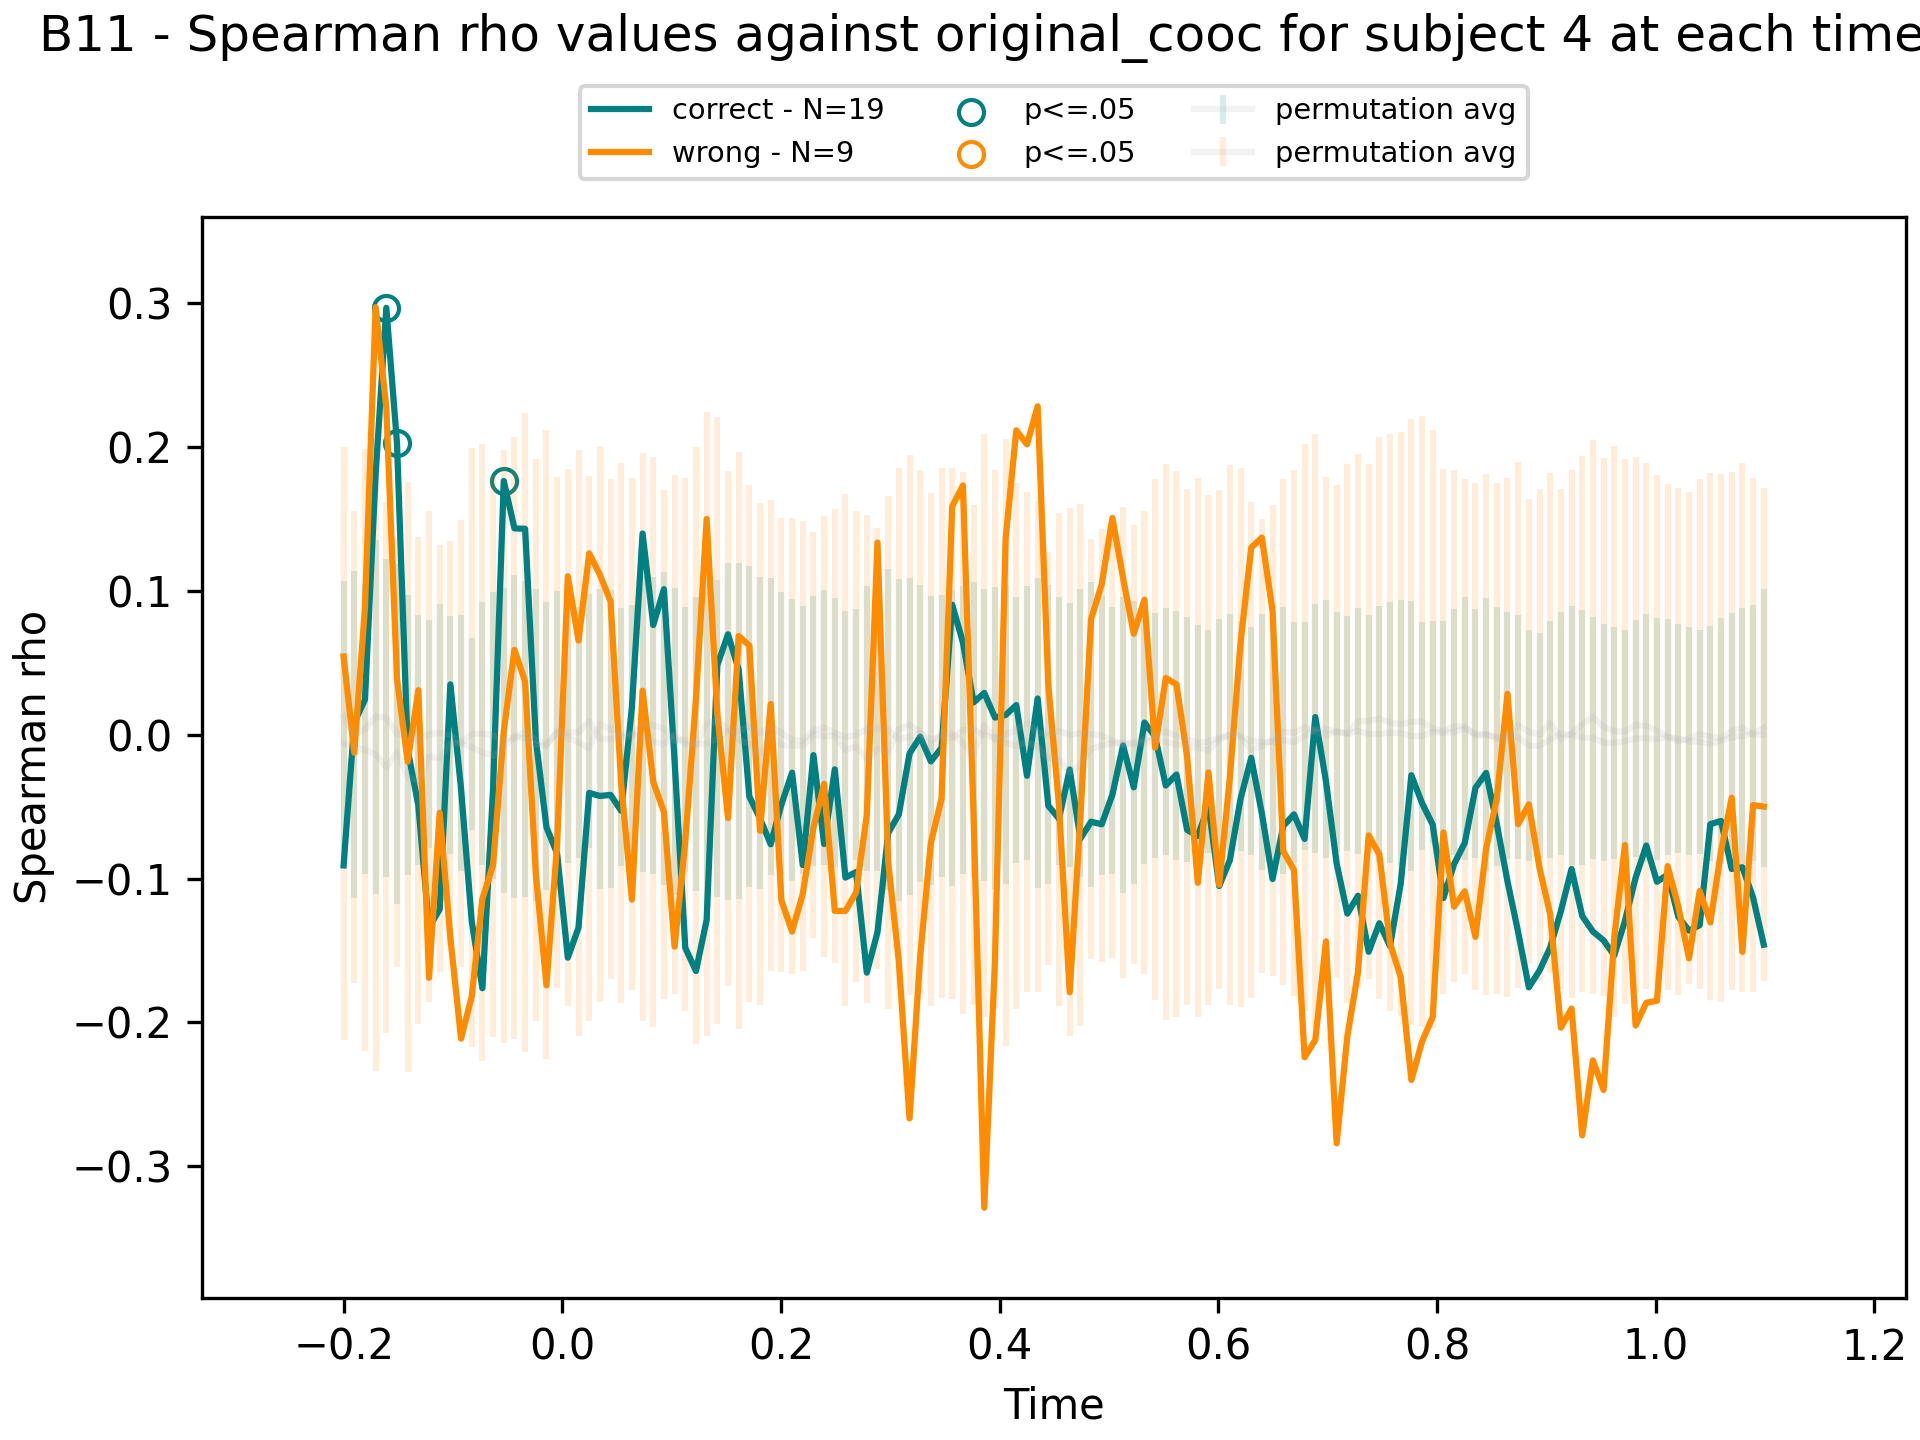 B11 - Spearman rho values against original_cooc for subject 4 at each time
correct - N=19
wrong - N=9
p<=.05
p<=.05
permutation avg
permutation avg
Spearman rho
0.3
0.2
0.1
0.0
−0.1
−0.2
−0.3
−0.2 0.0 0.2 0.4 0.6 0.8 1.0 1.2
Time